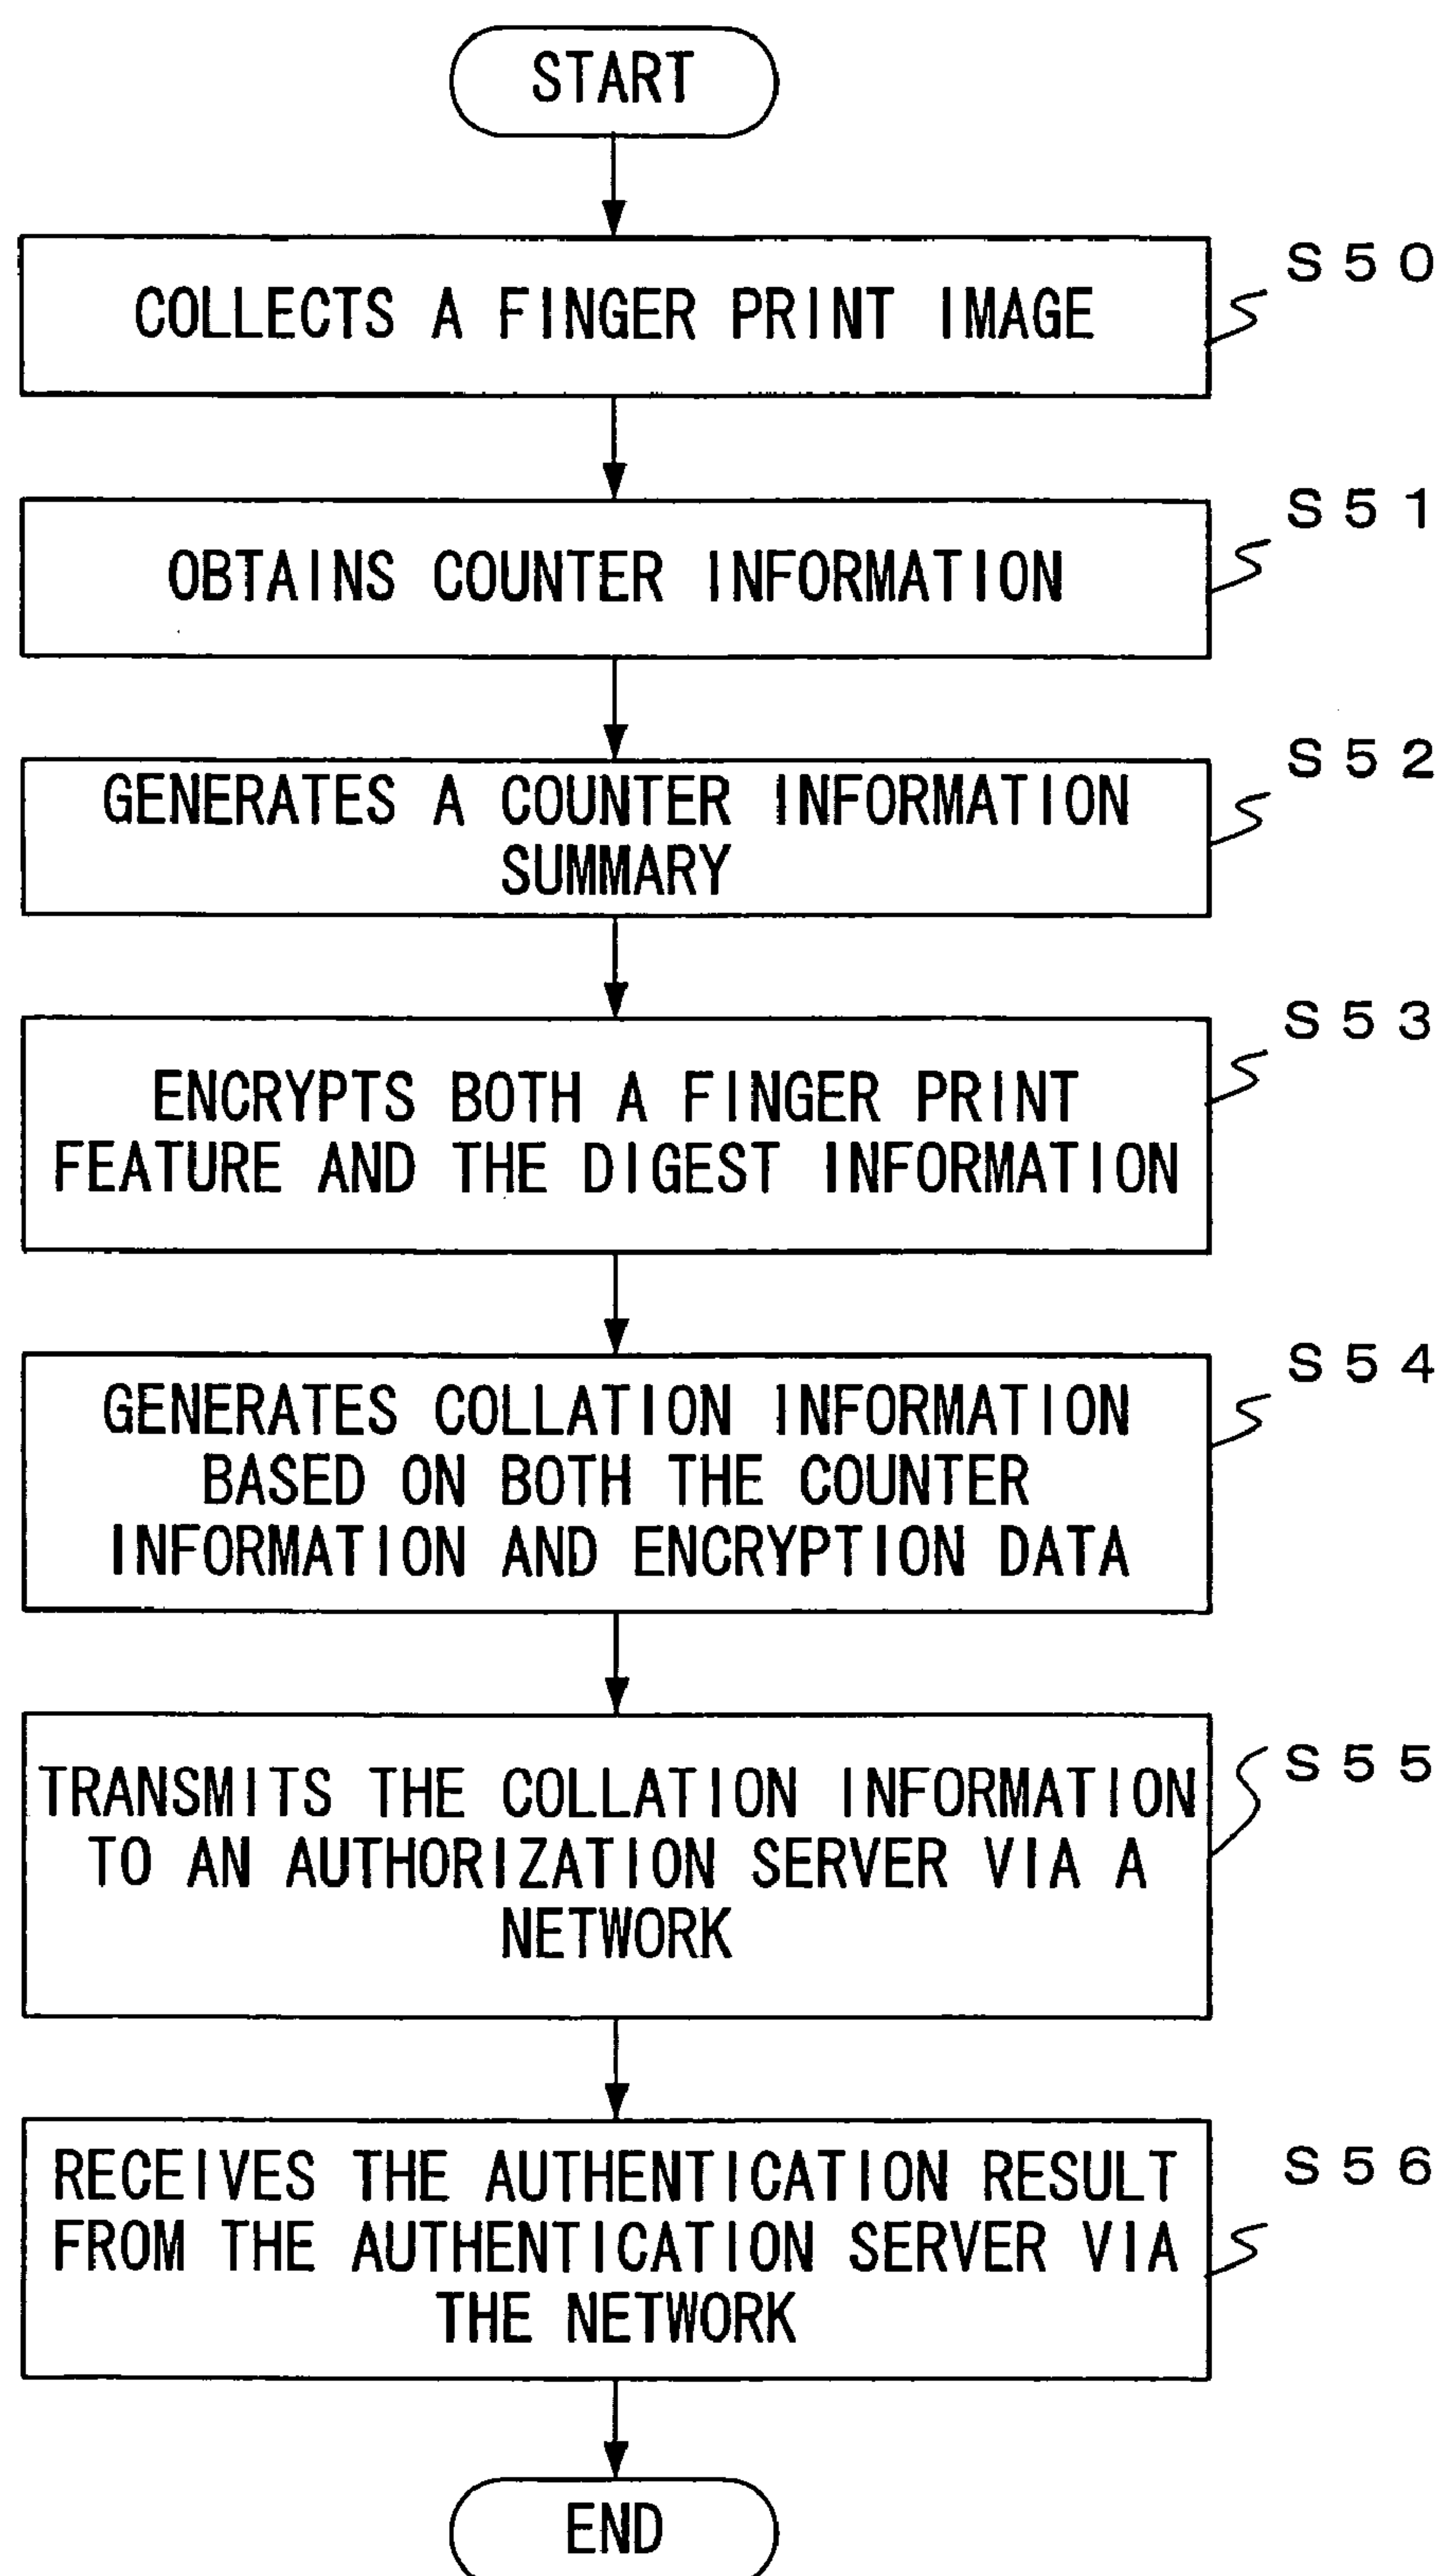 START
COLLECTS A FINGER PRINT IMAGE
S50
OBTAINS COUNTER INFORMATION
S51
GENERATES A COUNTER INFORMATION
SUMMARY
S52
ENCRYPTS BOTH A FINGER PRINT
FEATURE AND THE DIGEST INFORMATION
S53
GENERATES COLLATION INFORMATION
BASED ON BOTH THE COUNTER
INFORMATION AND ENCRYPTION DATA
S54
TRANSMITS THE COLLATION INFORMATION
TO AN AUTHORIZATION SERVER VIA A
NETWORK
S55
RECEIVES THE AUTHENTICATION RESULT
FROM THE AUTHENTICATION SERVER VIA
THE NETWORK
S56
END